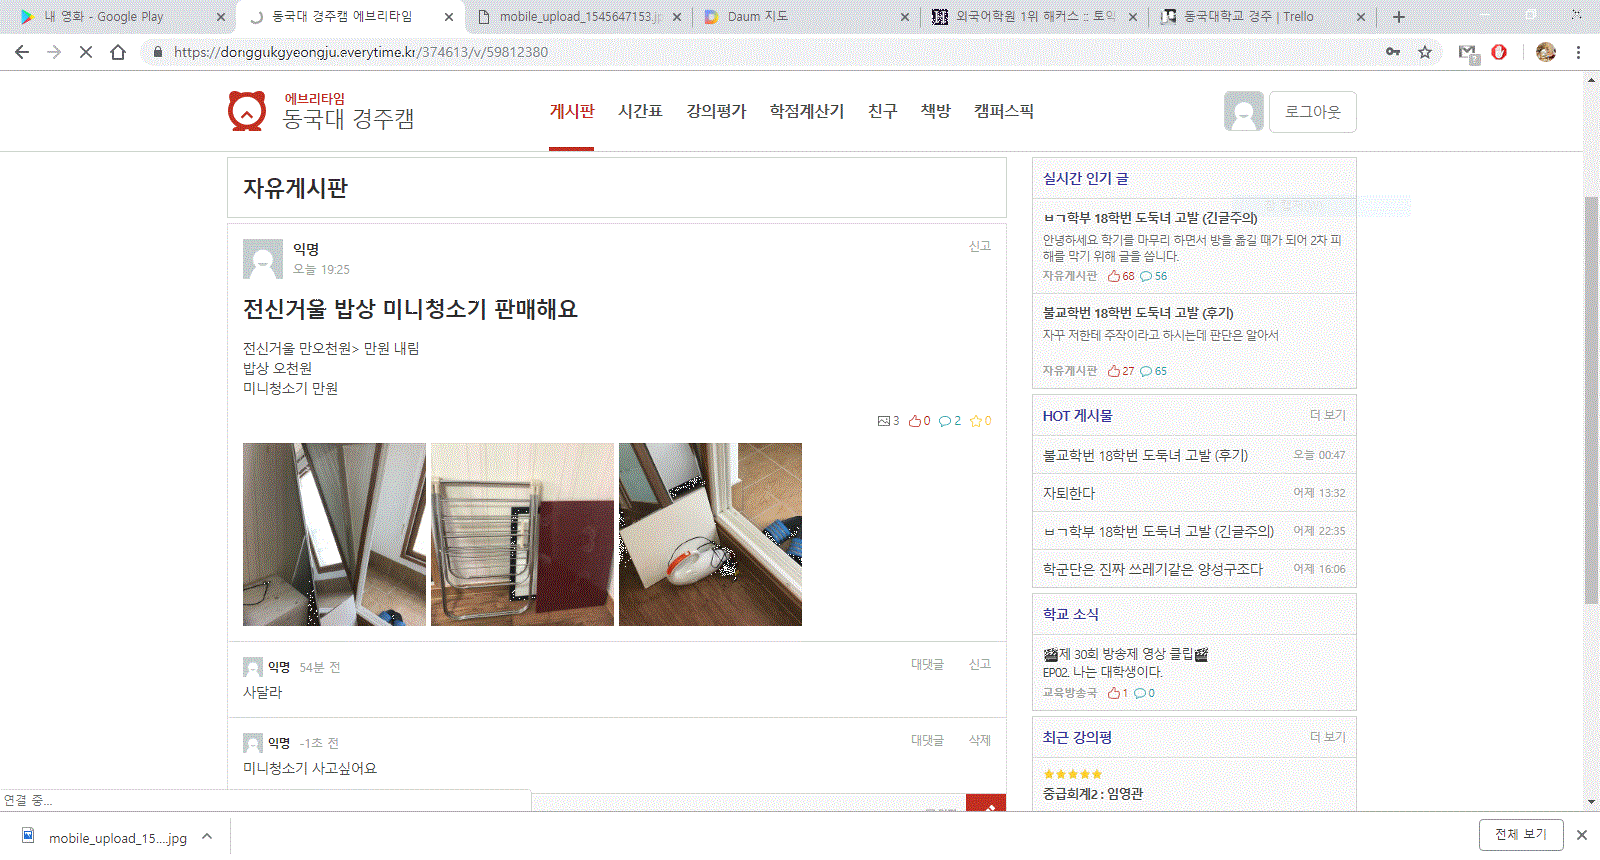 내 영화 - Google Play
동국대 경주캠 에브리타임
mobile_upload_1545647153.jp
Daum 지도
외국어학원 1위 해커스 :: 토익
동국대학교 경주 | Trello
https://donggukgyeongju.everytime.kr/374613/v/59812380
에브리타임
동국대 경주캠
게시판 시간표 강의평가 학점계산기 친구 책방 캠퍼스픽
로그아웃
자유게시판
익명
오늘 19:25
신고
전신거울 밥상 미니청소기 판매해요
전신거울 만오천원> 만원 내림
밥상 오천원
미니청소기 만원
3 0 2 0
익명 54분 전
대댓글 신고
사달라
익명 -1초 전
대댓글 삭제
미니청소기 사고싶어요
실시간 인기 글
ㅂㄱ학부 18학번 도둑녀 고발 (긴글주의)
안녕하세요 학기를 마무리 하면서 방을 옮길 때가 되어 2차 피
해를 막기 위해 글을 씁니다.
자유게시판 68 56
불교학번 18학번 도둑녀 고발 (후기)
자꾸 저한테 주작이라고 하시는데 판단은 알아서
자유게시판 27 65
HOT 게시물 더 보기
불교학번 18학번 도둑녀 고발 (후기) 오늘 00:47
자퇴한다 어제 13:32
ㅂㄱ학부 18학번 도둑녀 고발 (긴글주의) 어제 22:35
학군단은 진짜 쓰레기같은 양성구조다 어제 16:06
학교 소식
🎬제 30회 방송제 영상 클립🎬
EP02. 나는 대학생이다.
교육방송국 1 0
최근 강의평 더 보기
★★★★★
중급회계2 : 임영관
연결 중...
mobile_upload_15....jpg
전체 보기